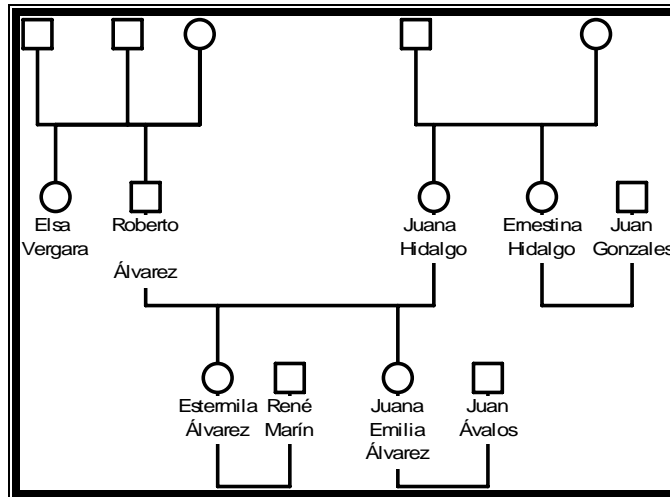 Elsa
Vergara
Roberto
Álvarez
Juana
Hidalgo
Ernestina
Hidalgo
Juan
Gonzales
Estermila
Álvarez
René
Marín
Juana
Emilia
Álvarez
Juan
Ávalos